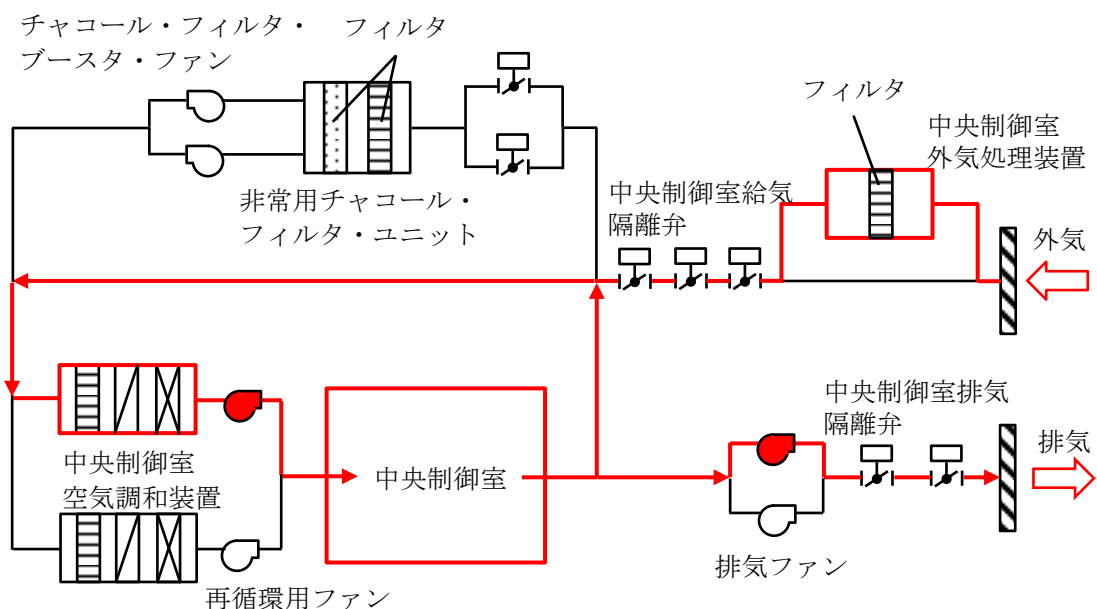 チャコール・フィルタ・
ブースタ・ファン
フィルタ
非常用チャコール・
フィルタ・ユニット
フィルタ
中央制御室
外気処理装置
中央制御室給気
隔離弁
外気
中央制御室
空気調和装置
再循環用ファン
中央制御室
中央制御室排気
隔離弁
排気
排気ファン